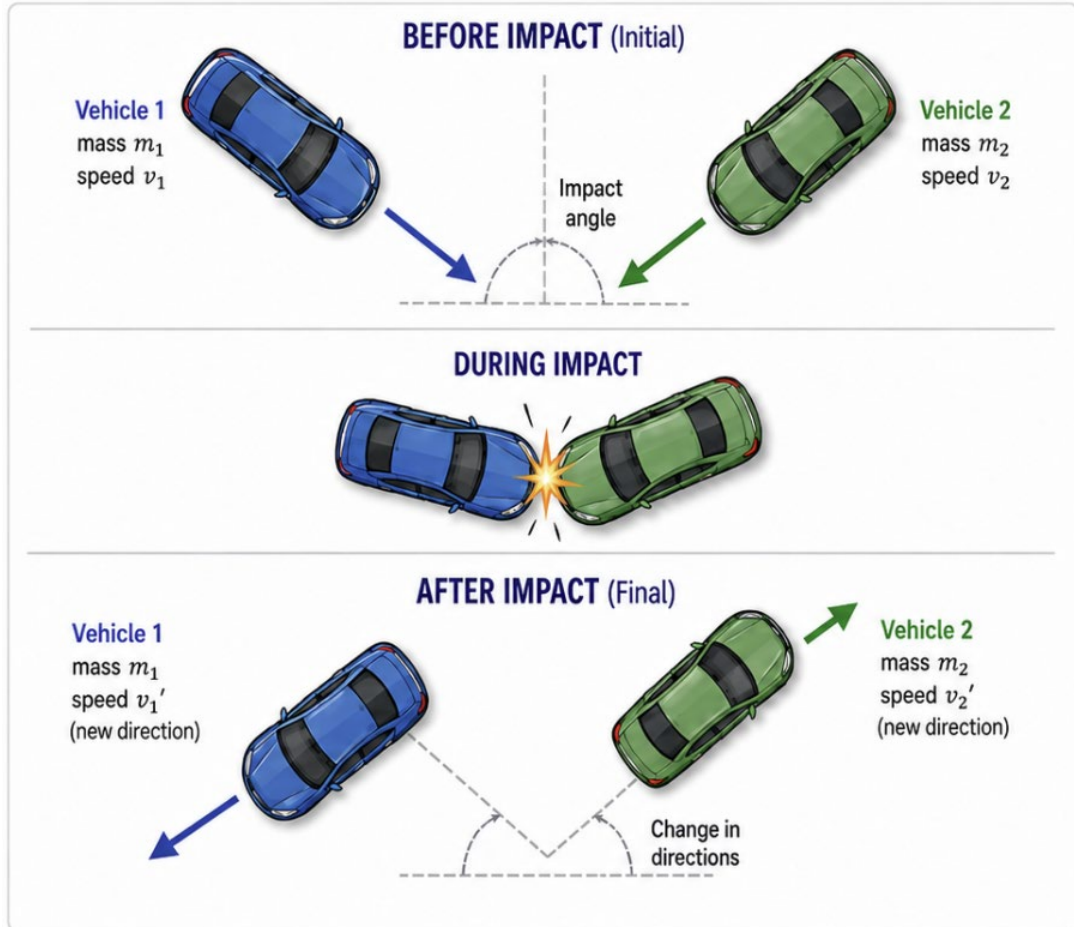 BEFORE IMPACT (Initial)
Vehicle 1
mass m₁
speed v₁
Vehicle 2
mass m₂
speed v₂
Impact
angle
DURING IMPACT
AFTER IMPACT (Final)
Vehicle 1
mass m₁
speed v₁′
(new direction)
Vehicle 2
mass m₂
speed v₂′
(new direction)
Change in
directions